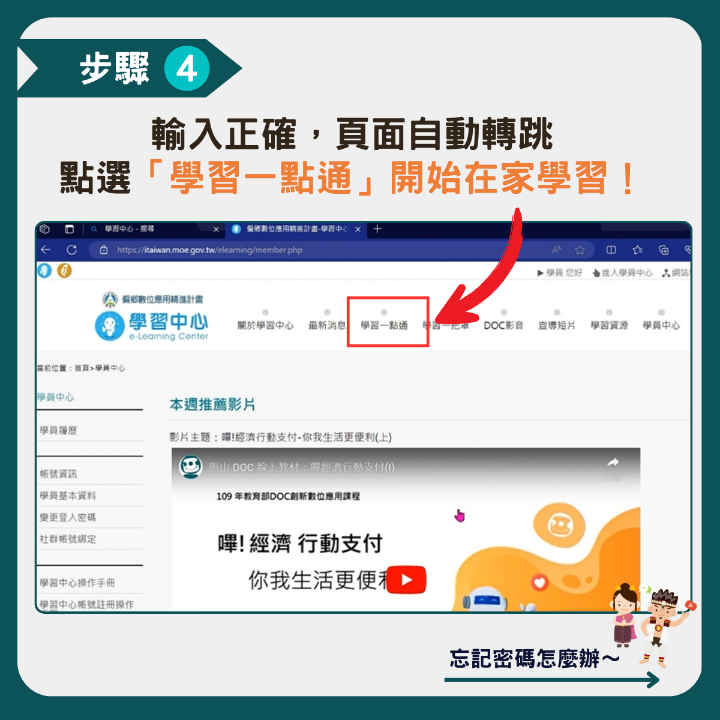 步驟 4
輸入正確，頁面自動轉跳
點選「學習一點通」開始在家學習！
學習中心 - 搜尋
偏鄉數位應用精進計畫-學習中心
https://itaiwan.moe.gov.tw/elearning/member.php
▶ 學員 您好 進入學員中心 網站
偏鄉數位應用精進計畫
學習中心
e-Learning Center
關於學習中心 最新消息 學習一點通 學習一把罩 DOC影音 宣導短片 學習資源 學員中心
當前位置：首頁>學員中心
學員中心
學員履歷
帳號資訊
學員基本資料
變更登入密碼
社群帳號綁定
學習中心操作手冊
學習中心帳號註冊操作
本週推薦影片
影片主題：嗶!經濟行動支付-你我生活更便利(上)
旗山 DOC 線上教材：嗶經濟行動支付(I)
109 年教育部DOC創新數位應用課程
嗶! 經濟 行動支付
你我生活更便利
忘記密碼怎麼辦～